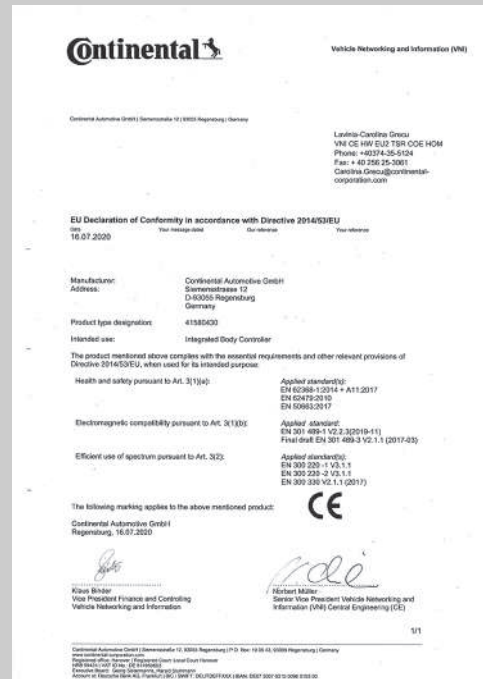 Continental
Vehicle Networking and Information (VNI)
Continental Automotive GmbH | Siemensstraße 12 | 93055 Regensburg | Germany
Lavinia-Carolina Grecu
VNI CE HW EU2 TSR COE HOM
Phone: +40374-35-5124
Fax: + 40 256 25-3061
Carolina.Grecu@continental-
corporation.com
EU Declaration of Conformity in accordance with Directive 2014/53/EU
Date Your message dated Our reference Your reference
16.07.2020
Manufacturer: Continental Automotive GmbH
Address: Siemensstrasse 12
D-93055 Regensburg
Germany
Product type designation: 41580430
Intended use: Integrated Body Controller
The product mentioned above complies with the essential requirements and other relevant provisions of
Directive 2014/53/EU, when used for its intended purpose:
Health and safety pursuant to Art. 3(1)(a): Applied standard(s):
EN 62368-1:2014 + A11:2017
EN 62479:2010
EN 50663:2017
Electromagnetic compatibility pursuant to Art. 3(1)(b): Applied standard:
EN 301 489-1 V2.2.3(2019-11)
Final draft EN 301 489-3 V2.1.1 (2017-03)
Efficient use of spectrum pursuant to Art. 3(2): Applied standard(s):
EN 300 220 -1 V3.1.1
EN 300 220 -2 V3.1.1
EN 300 330 V2.1.1 (2017)
The following marking applies to the above mentioned product: CE
Continental Automotive GmbH
Regensburg, 16.07.2020
Klaus Binder
Vice President Finance and Controlling
Vehicle Networking and Information
Norbert Müller
Senior Vice President Vehicle Networking and
Information (VNI) Central Engineering (CE)
1/1